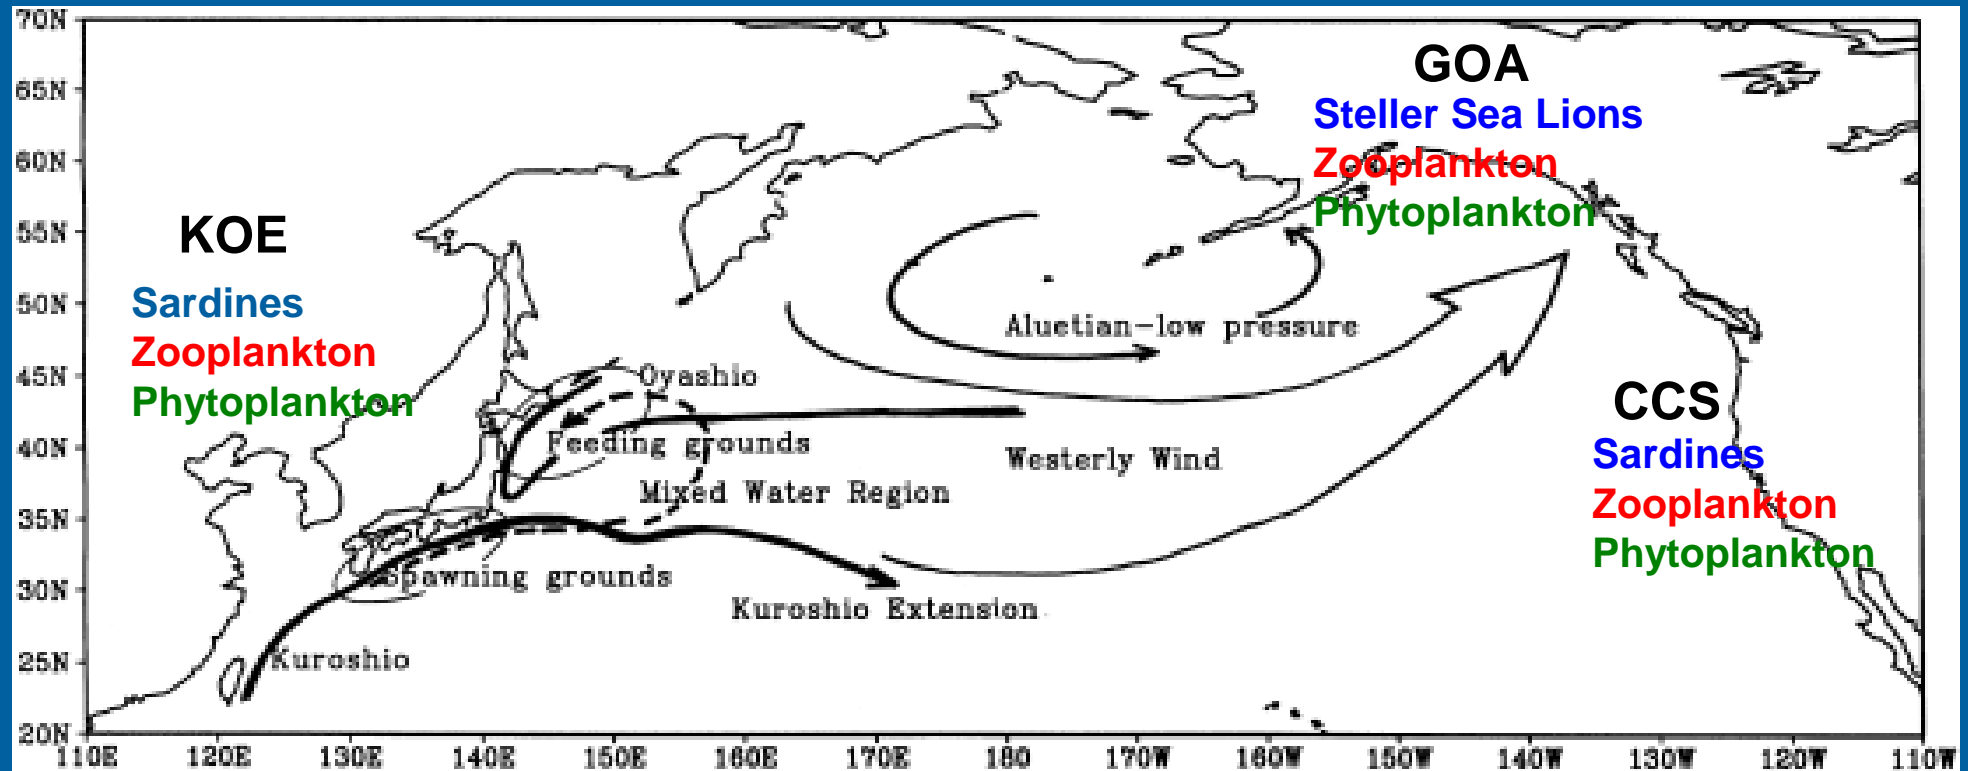 70N
65N
60N
55N
50N
45N
40N
35N
30N
25N
20N
110E 120E 130E 140E 150E 160E 170E 180 170W 160W 150W 140W 130W 120W 110W
KOE
Sardines
Zooplankton
Phytoplankton
GOA
Steller Sea Lions
Zooplankton
Phytoplankton
CCS
Sardines
Zooplankton
Phytoplankton
Aluetian-low pressure
Oyashio
Feeding grounds
Westerly Wind
Mixed Water Region
Spawning grounds
Kuroshio Extension
Kuroshio